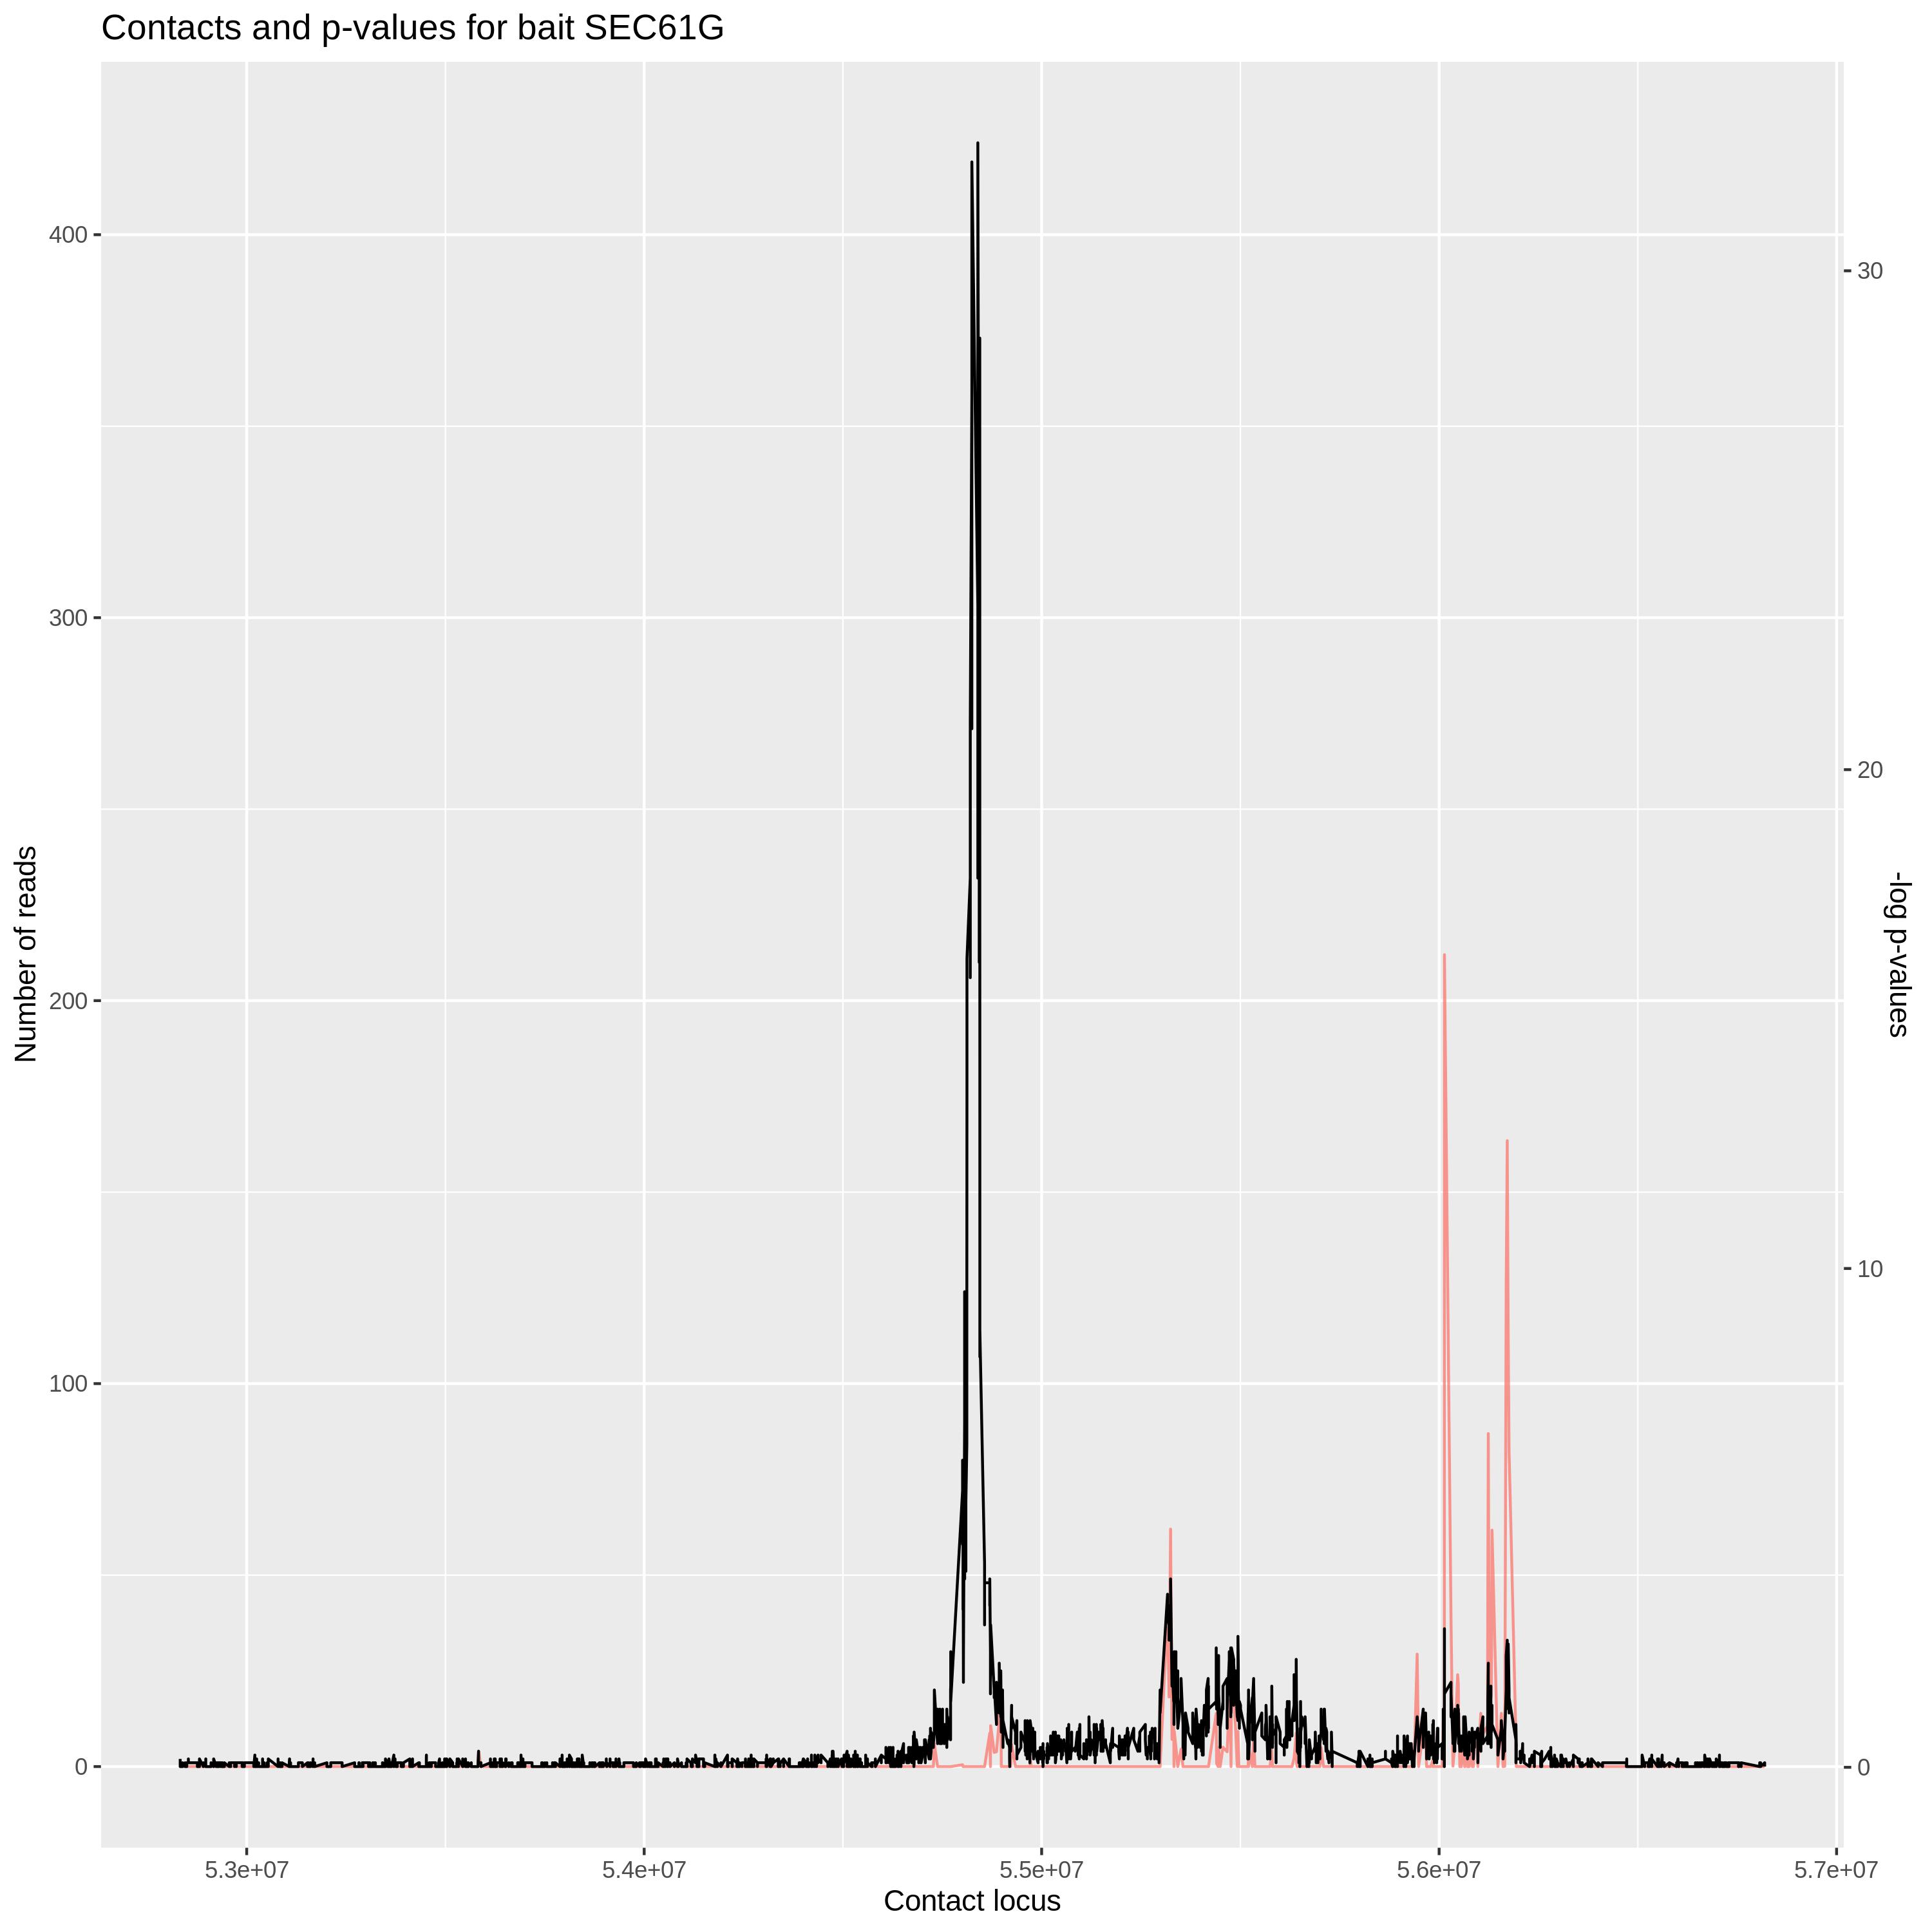 Contacts and p-values for bait SEC61G
400
300
200
100
0
30
20
10
0
Number of reads
-log p-values
5.3e+07 5.4e+07 5.5e+07 5.6e+07 5.7e+07
Contact locus